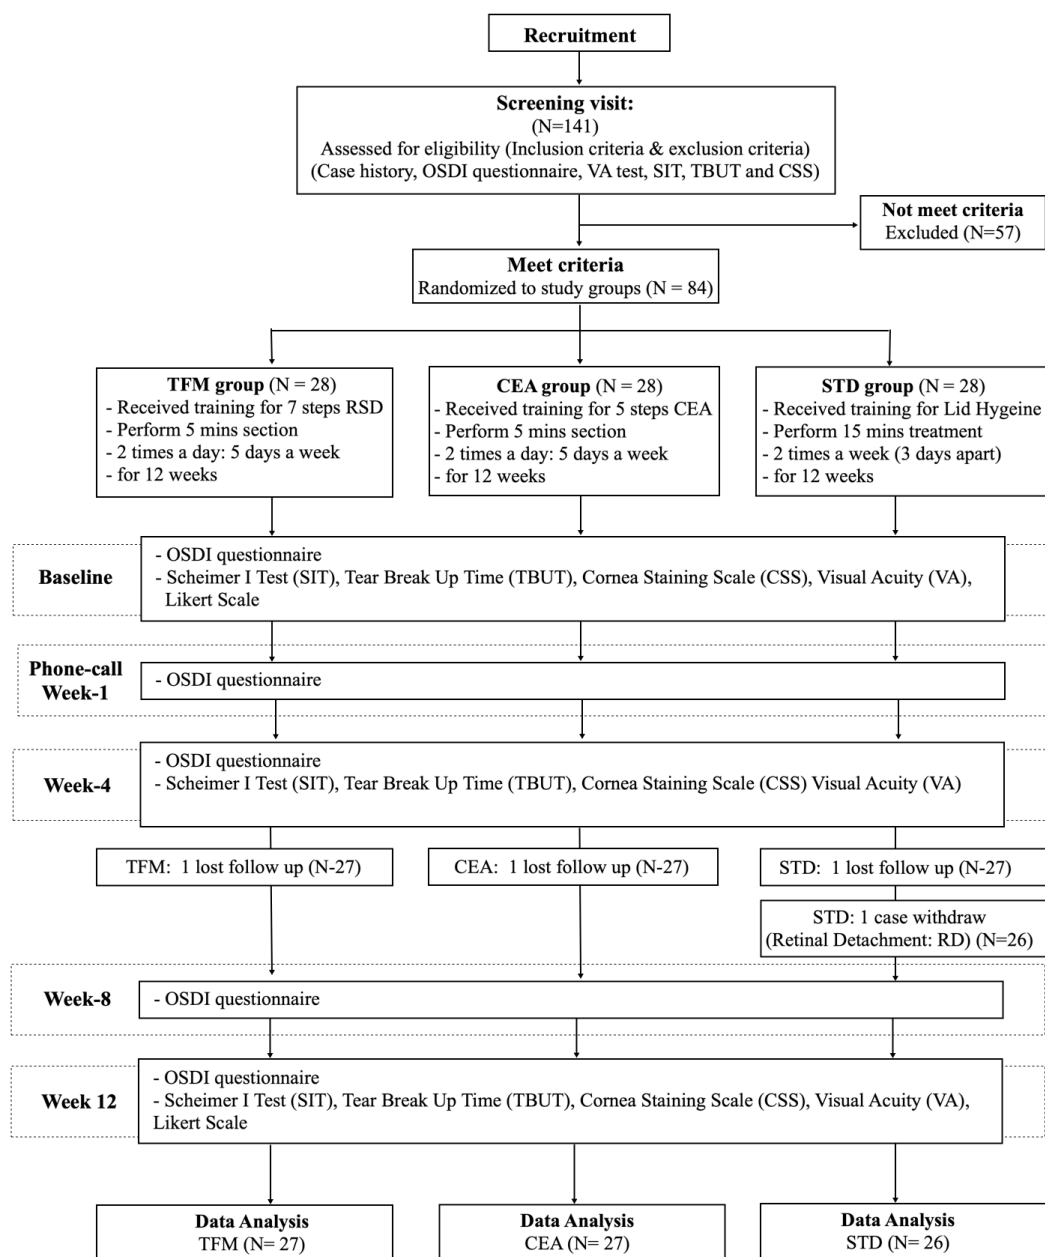 Recruitment
Screening visit:
(N=141)
Assessed for eligibility (Inclusion criteria & exclusion criteria)
(Case history, OSDI questionnaire, VA test, SIT, TBUT and CSS)
Not meet criteria
Excluded (N=57)
Meet criteria
Randomized to study groups (N = 84)
TFM group (N = 28)
- Received training for 7 steps RSD
- Perform 5 mins section
- 2 times a day: 5 days a week
- for 12 weeks
CEA group (N = 28)
- Received training for 5 steps CEA
- Perform 5 mins section
- 2 times a day: 5 days a week
- for 12 weeks
STD group (N = 28)
- Received training for Lid Hygeine
- Perform 15 mins treatment
- 2 times a week (3 days apart)
- for 12 weeks
Baseline
- OSDI questionnaire
- Scheimer I Test (SIT), Tear Break Up Time (TBUT), Cornea Staining Scale (CSS), Visual Acuity (VA),
Likert Scale
Phone-call
Week-1
- OSDI questionnaire
Week-4
- OSDI questionnaire
- Scheimer I Test (SIT), Tear Break Up Time (TBUT), Cornea Staining Scale (CSS) Visual Acuity (VA)
TFM: 1 lost follow up (N-27)
CEA: 1 lost follow up (N-27)
STD: 1 lost follow up (N-27)
STD: 1 case withdraw
(Retinal Detachment: RD) (N=26)
Week-8
- OSDI questionnaire
Week 12
- OSDI questionnaire
- Scheimer I Test (SIT), Tear Break Up Time (TBUT), Cornea Staining Scale (CSS), Visual Acuity (VA),
Likert Scale
Data Analysis
TFM (N= 27)
Data Analysis
CEA (N= 27)
Data Analysis
STD (N= 26)